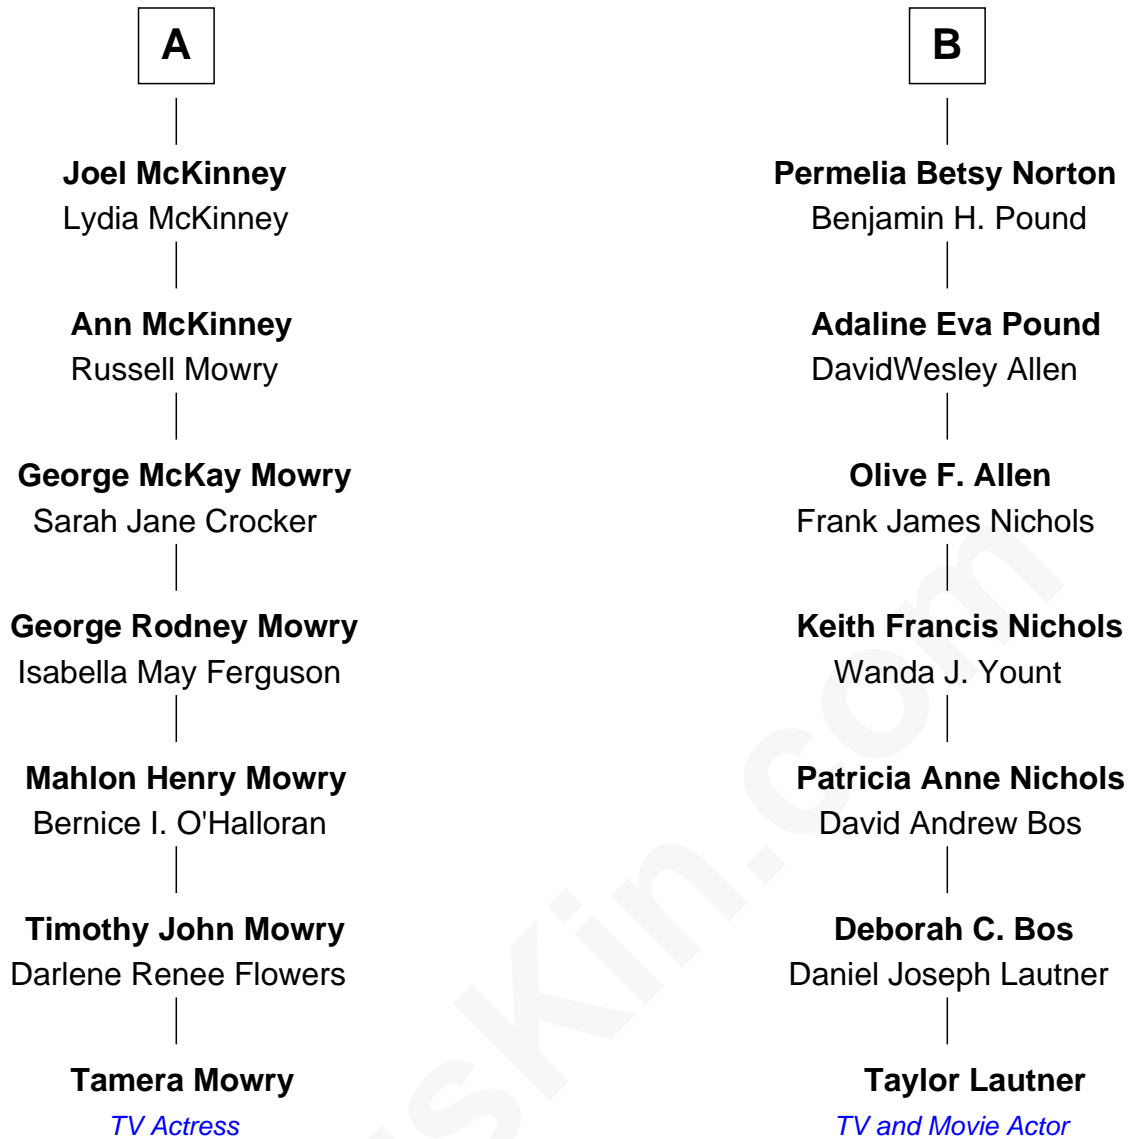 A
Joel McKinney
Lydia McKinney
Ann McKinney
Russell Mowry
George McKay Mowry
Sarah Jane Crocker
George Rodney Mowry
Isabella May Ferguson
Mahlon Henry Mowry
Bernice I. O'Halloran
Timothy John Mowry
Darlene Renee Flowers
Tamera Mowry
TV Actress
B
Permelia Betsy Norton
Benjamin H. Pound
Adaline Eva Pound
DavidWesley Allen
Olive F. Allen
Frank James Nichols
Keith Francis Nichols
Wanda J. Yount
Patricia Anne Nichols
David Andrew Bos
Deborah C. Bos
Daniel Joseph Lautner
Taylor Lautner
TV and Movie Actor